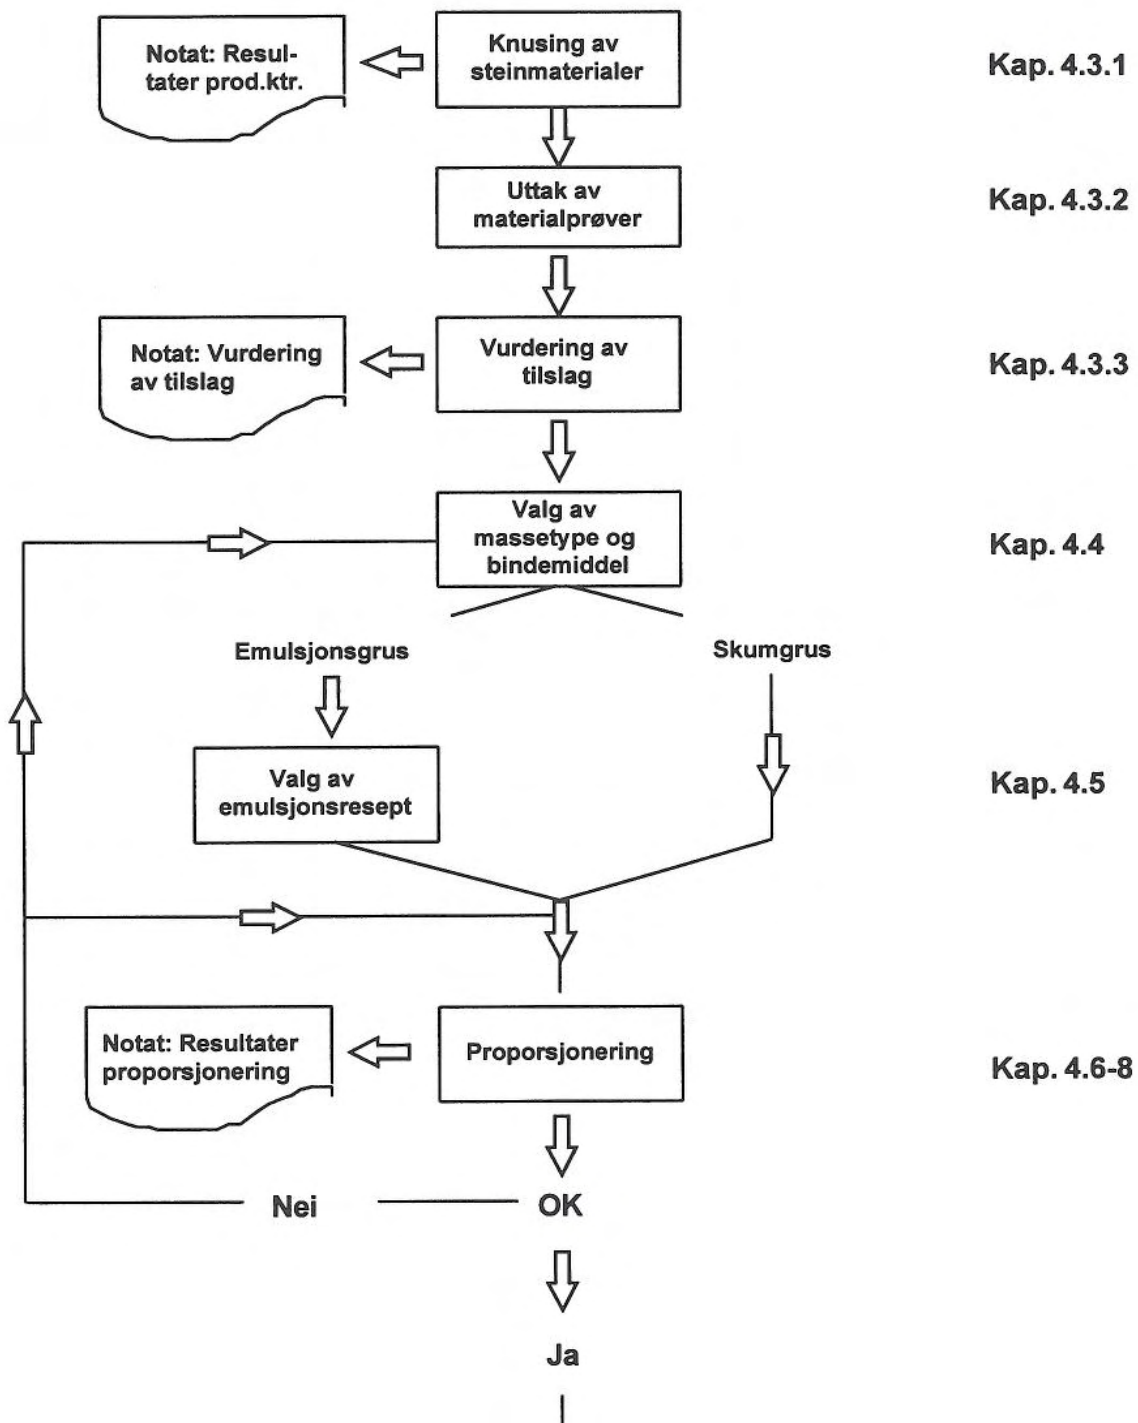 Notat: Resul-
tater prod.ktr.
Knusing av
steinmaterialer
Kap. 4.3.1
Uttak av
materialprøver
Kap. 4.3.2
Notat: Vurdering
av tilslag
Vurdering av
tilslag
Kap. 4.3.3
Valg av
massetype og
bindemiddel
Kap. 4.4
Emulsjonsgrus
Skumgrus
Valg av
emulsjonsresept
Kap. 4.5
Notat: Resultater
proporsjonering
Proporsjonering
Kap. 4.6-8
Nei
OK
Ja